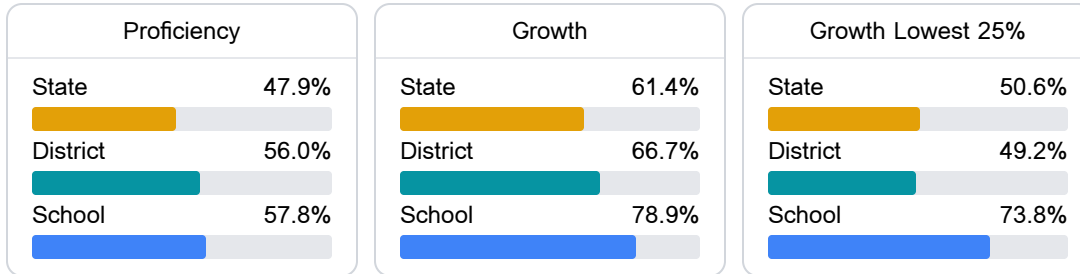 Proficiency
State 47.9%
District 56.0%
School 57.8%
Growth
State 61.4%
District 66.7%
School 78.9%
Growth Lowest 25%
State 50.6%
District 49.2%
School 73.8%